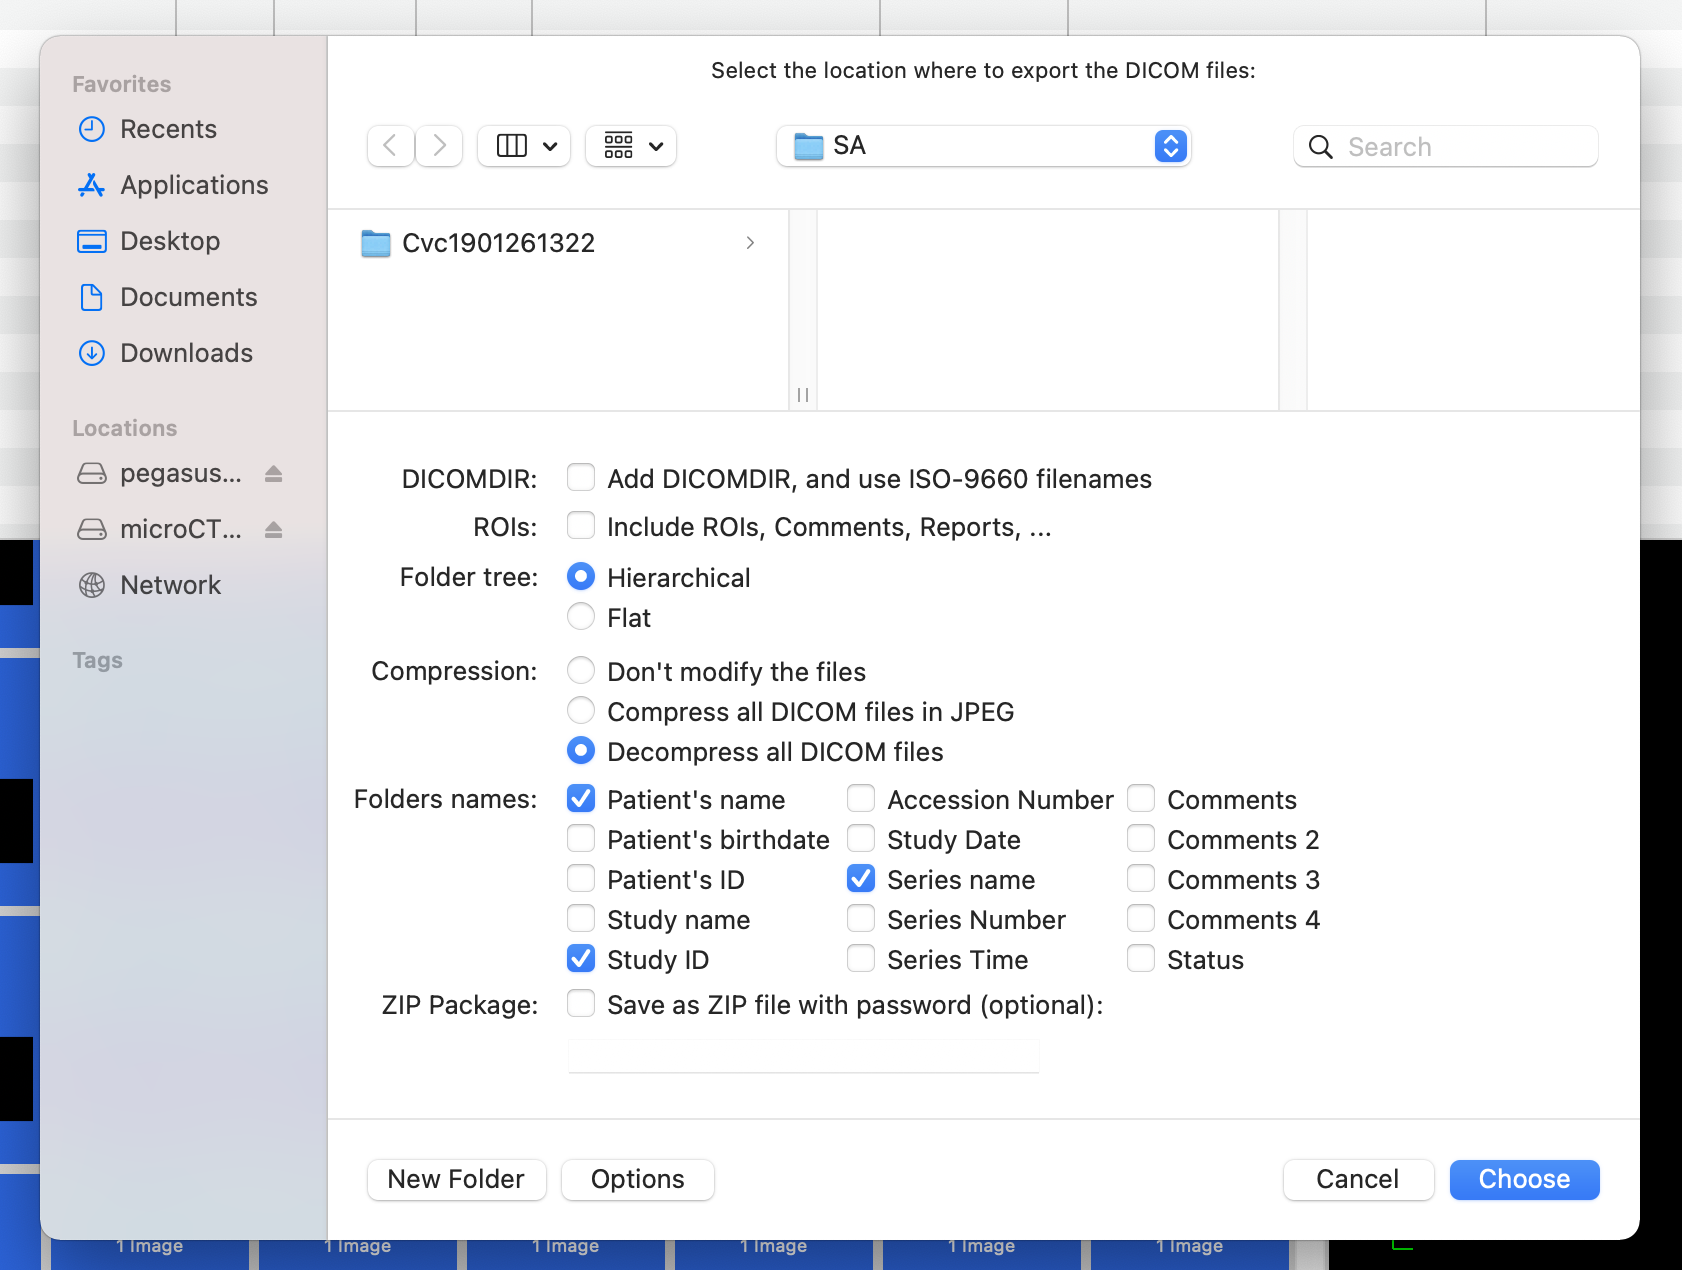 Select the location where to export the DICOM files:
Favorites
Recents
Applications
Desktop
Documents
Downloads
Locations
pegasus...
microCT...
Network
Tags
SA
Search
Cvc1901261322
DICOMDIR: Add DICOMDIR, and use ISO-9660 filenames
ROIs: Include ROIs, Comments, Reports, ...
Folder tree: Hierarchical
Flat
Compression: Don't modify the files
Compress all DICOM files in JPEG
Decompress all DICOM files
Folders names: Patient's name Accession Number Comments
Patient's birthdate Study Date Comments 2
Patient's ID Series name Comments 3
Study name Series Number Comments 4
Study ID Series Time Status
ZIP Package: Save as ZIP file with password (optional):
New Folder Options Cancel Choose
1 Image 1 Image 1 Image 1 Image 1 Image 1 Image